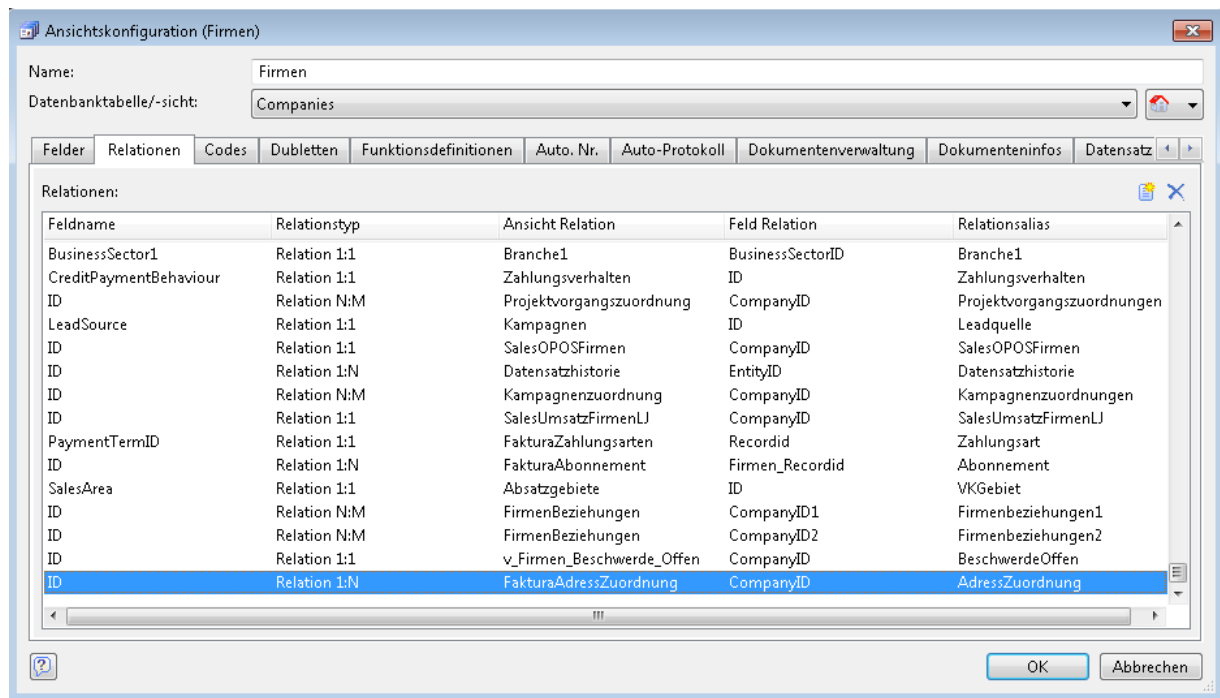 Ansichtskonfiguration (Firmen)
Name: Firmen
Datenbanktabelle/-sicht: Companies
Felder Relationen Codes Dubletten Funktionsdefinitionen Auto. Nr. Auto-Protokoll Dokumentenverwaltung Dokumenteninfos Datensatz
Relationen:
Feldname Relationstyp Ansicht Relation Feld Relation Relationsalias
BusinessSector1 Relation 1:1 Branche1 BusinessSectorID Branche1
CreditPaymentBehaviour Relation 1:1 Zahlungsverhalten ID Zahlungsverhalten
ID Relation N:M Projektvorgangszuordnung CompanyID Projektvorgangszuordnungen
LeadSource Relation 1:1 Kampagnen ID Leadquelle
ID Relation 1:1 SalesOPOSFirmen CompanyID SalesOPOSFirmen
ID Relation 1:N Datensatzhistorie EntityID Datensatzhistorie
ID Relation N:M Kampagnenzuordnung CompanyID Kampagnenzuordnungen
ID Relation 1:1 SalesUmsatzFirmenLJ CompanyID SalesUmsatzFirmenLJ
PaymentTermID Relation 1:1 FakturaZahlungsarten Recordid Zahlungsart
ID Relation 1:N FakturaAbonnement Firmen_Recordid Abonnement
SalesArea Relation 1:1 Absatzgebiete ID VKGebiet
ID Relation N:M FirmenBeziehungen CompanyID1 Firmenbeziehungen1
ID Relation N:M FirmenBeziehungen CompanyID2 Firmenbeziehungen2
ID Relation 1:1 v_Firmen_Beschwerde_Offen CompanyID BeschwerdeOffen
ID Relation 1:N FakturaAdressZuordnung CompanyID AdressZuordnung
OK Abbrechen